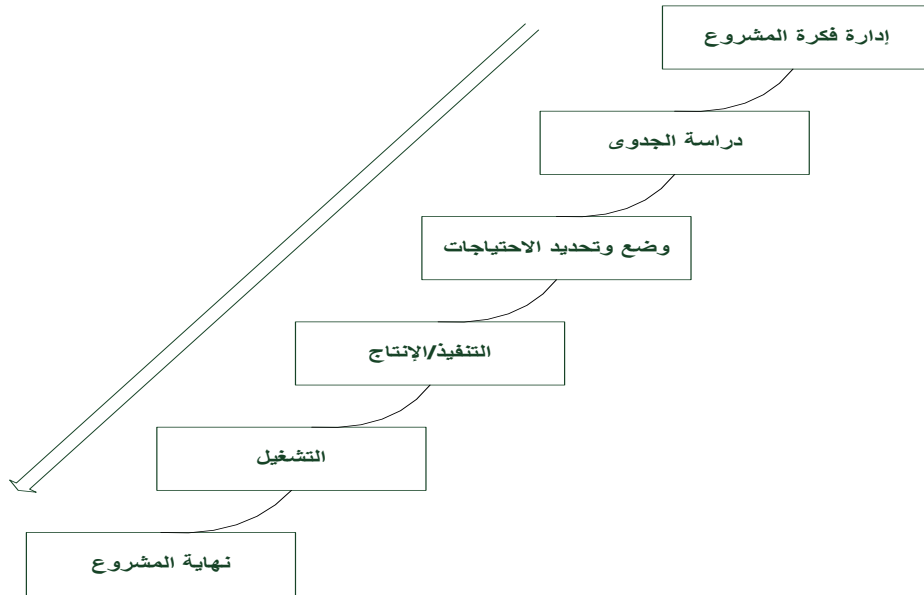 إدارة فكرة المشروع
دراسة الجدوى
وضع وتحديد الاحتياجات
التنفيذ/الإنتاج
التشغيل
نهاية المشروع